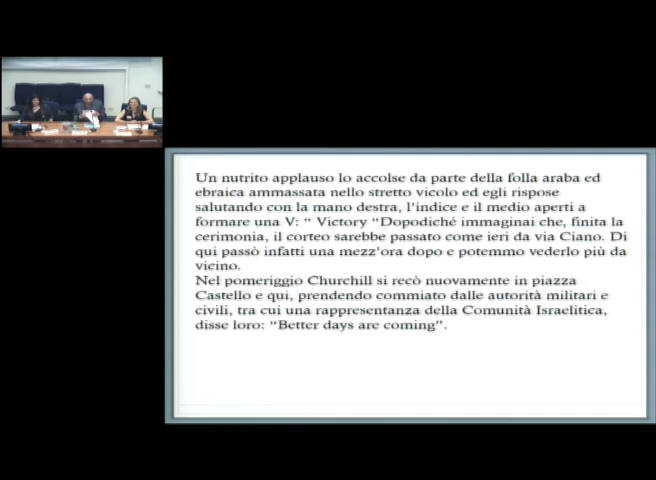 Un nutrito applauso lo accolse da parte della folla araba ed
ebraica ammassata nello stretto vicolo ed egli rispose
salutando con la mano destra, l'indice e il medio aperti a
formare una V: “ Victory “Dopodiché immaginai che, finita la
cerimonia, il corteo sarebbe passato come ieri da via Ciano. Di
qui passò infatti una mezz'ora dopo e potemmo vederlo più da
vicino.
Nel pomeriggio Churchill si recò nuovamente in piazza
Castello e qui, prendendo commiato dalle autorità militari e
civili, tra cui una rappresentanza della Comunità Israelitica,
disse loro: “Better days are coming”.